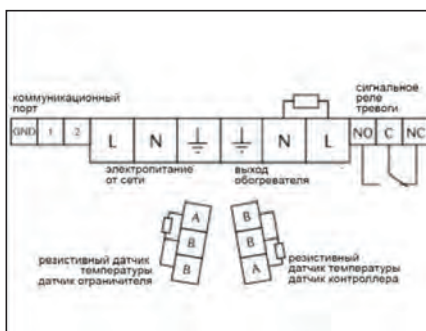 коммуникационный
порт
сигнальное
реле
тревоги
GND 1 2 L N N L NO C NC
электропитание
от сети
выход
обогревателя
A
B
B
B
B
A
резистивный датчик
температуры
датчик ограничителя
резистивный
датчик температуры
датчик контроллера